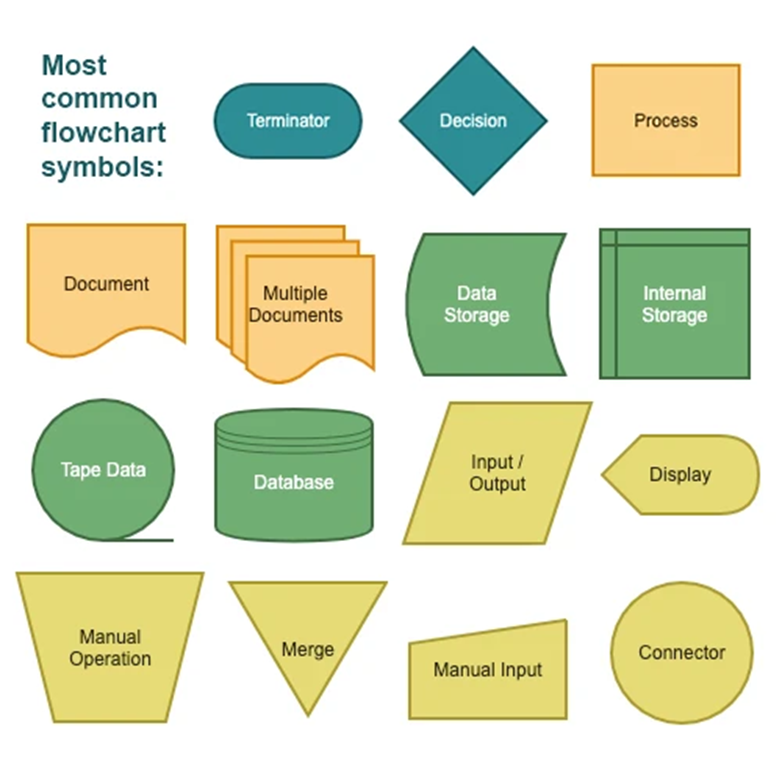 Most
common
flowchart
symbols:
Terminator
Decision
Process
Document
Multiple
Documents
Data
Storage
Internal
Storage
Tape Data
Database
Input /
Output
Display
Manual
Operation
Merge
Manual Input
Connector